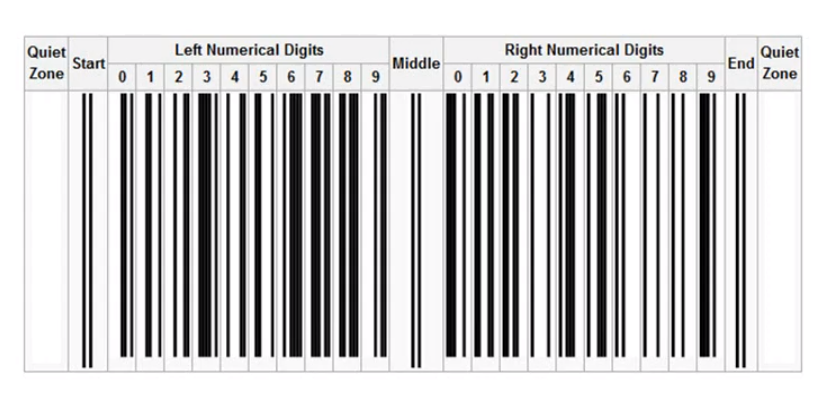 Quiet Zone Start Left Numerical Digits Middle Right Numerical Digits End Quiet Zone
0 1 2 3 4 5 6 7 8 9 0 1 2 3 4 5 6 7 8 9